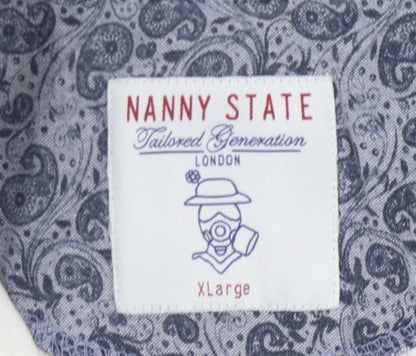 NANNY STATE
Tailored Generation
LONDON
XLarge